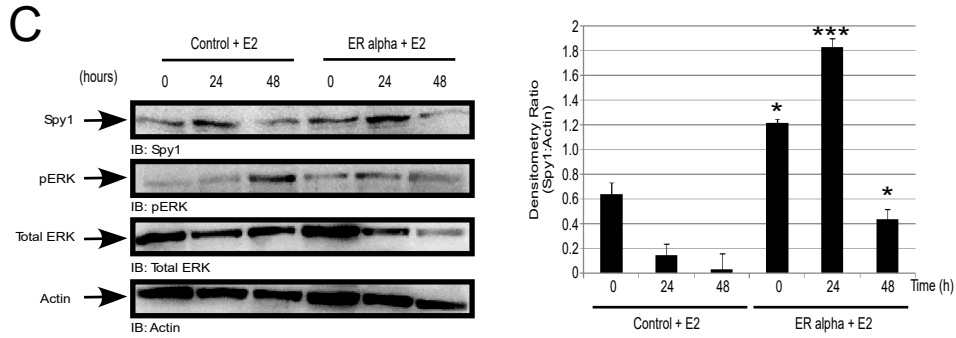 C
Control + E2
ER alpha + E2
(hours)
0 24 48 0 24 48
Spy1
IB: Spy1
pERK
IB: pERK
Total ERK
IB: Total ERK
Actin
IB: Actin
Densitometry Ratio
(Spy1:Actin)
2
1.8
1.6
1.4
1.2
1.0
0.8
0.6
0.4
0.2
0
*
***
*
0 24 48 0 24 48 Time (h)
Control + E2
ER alpha + E2